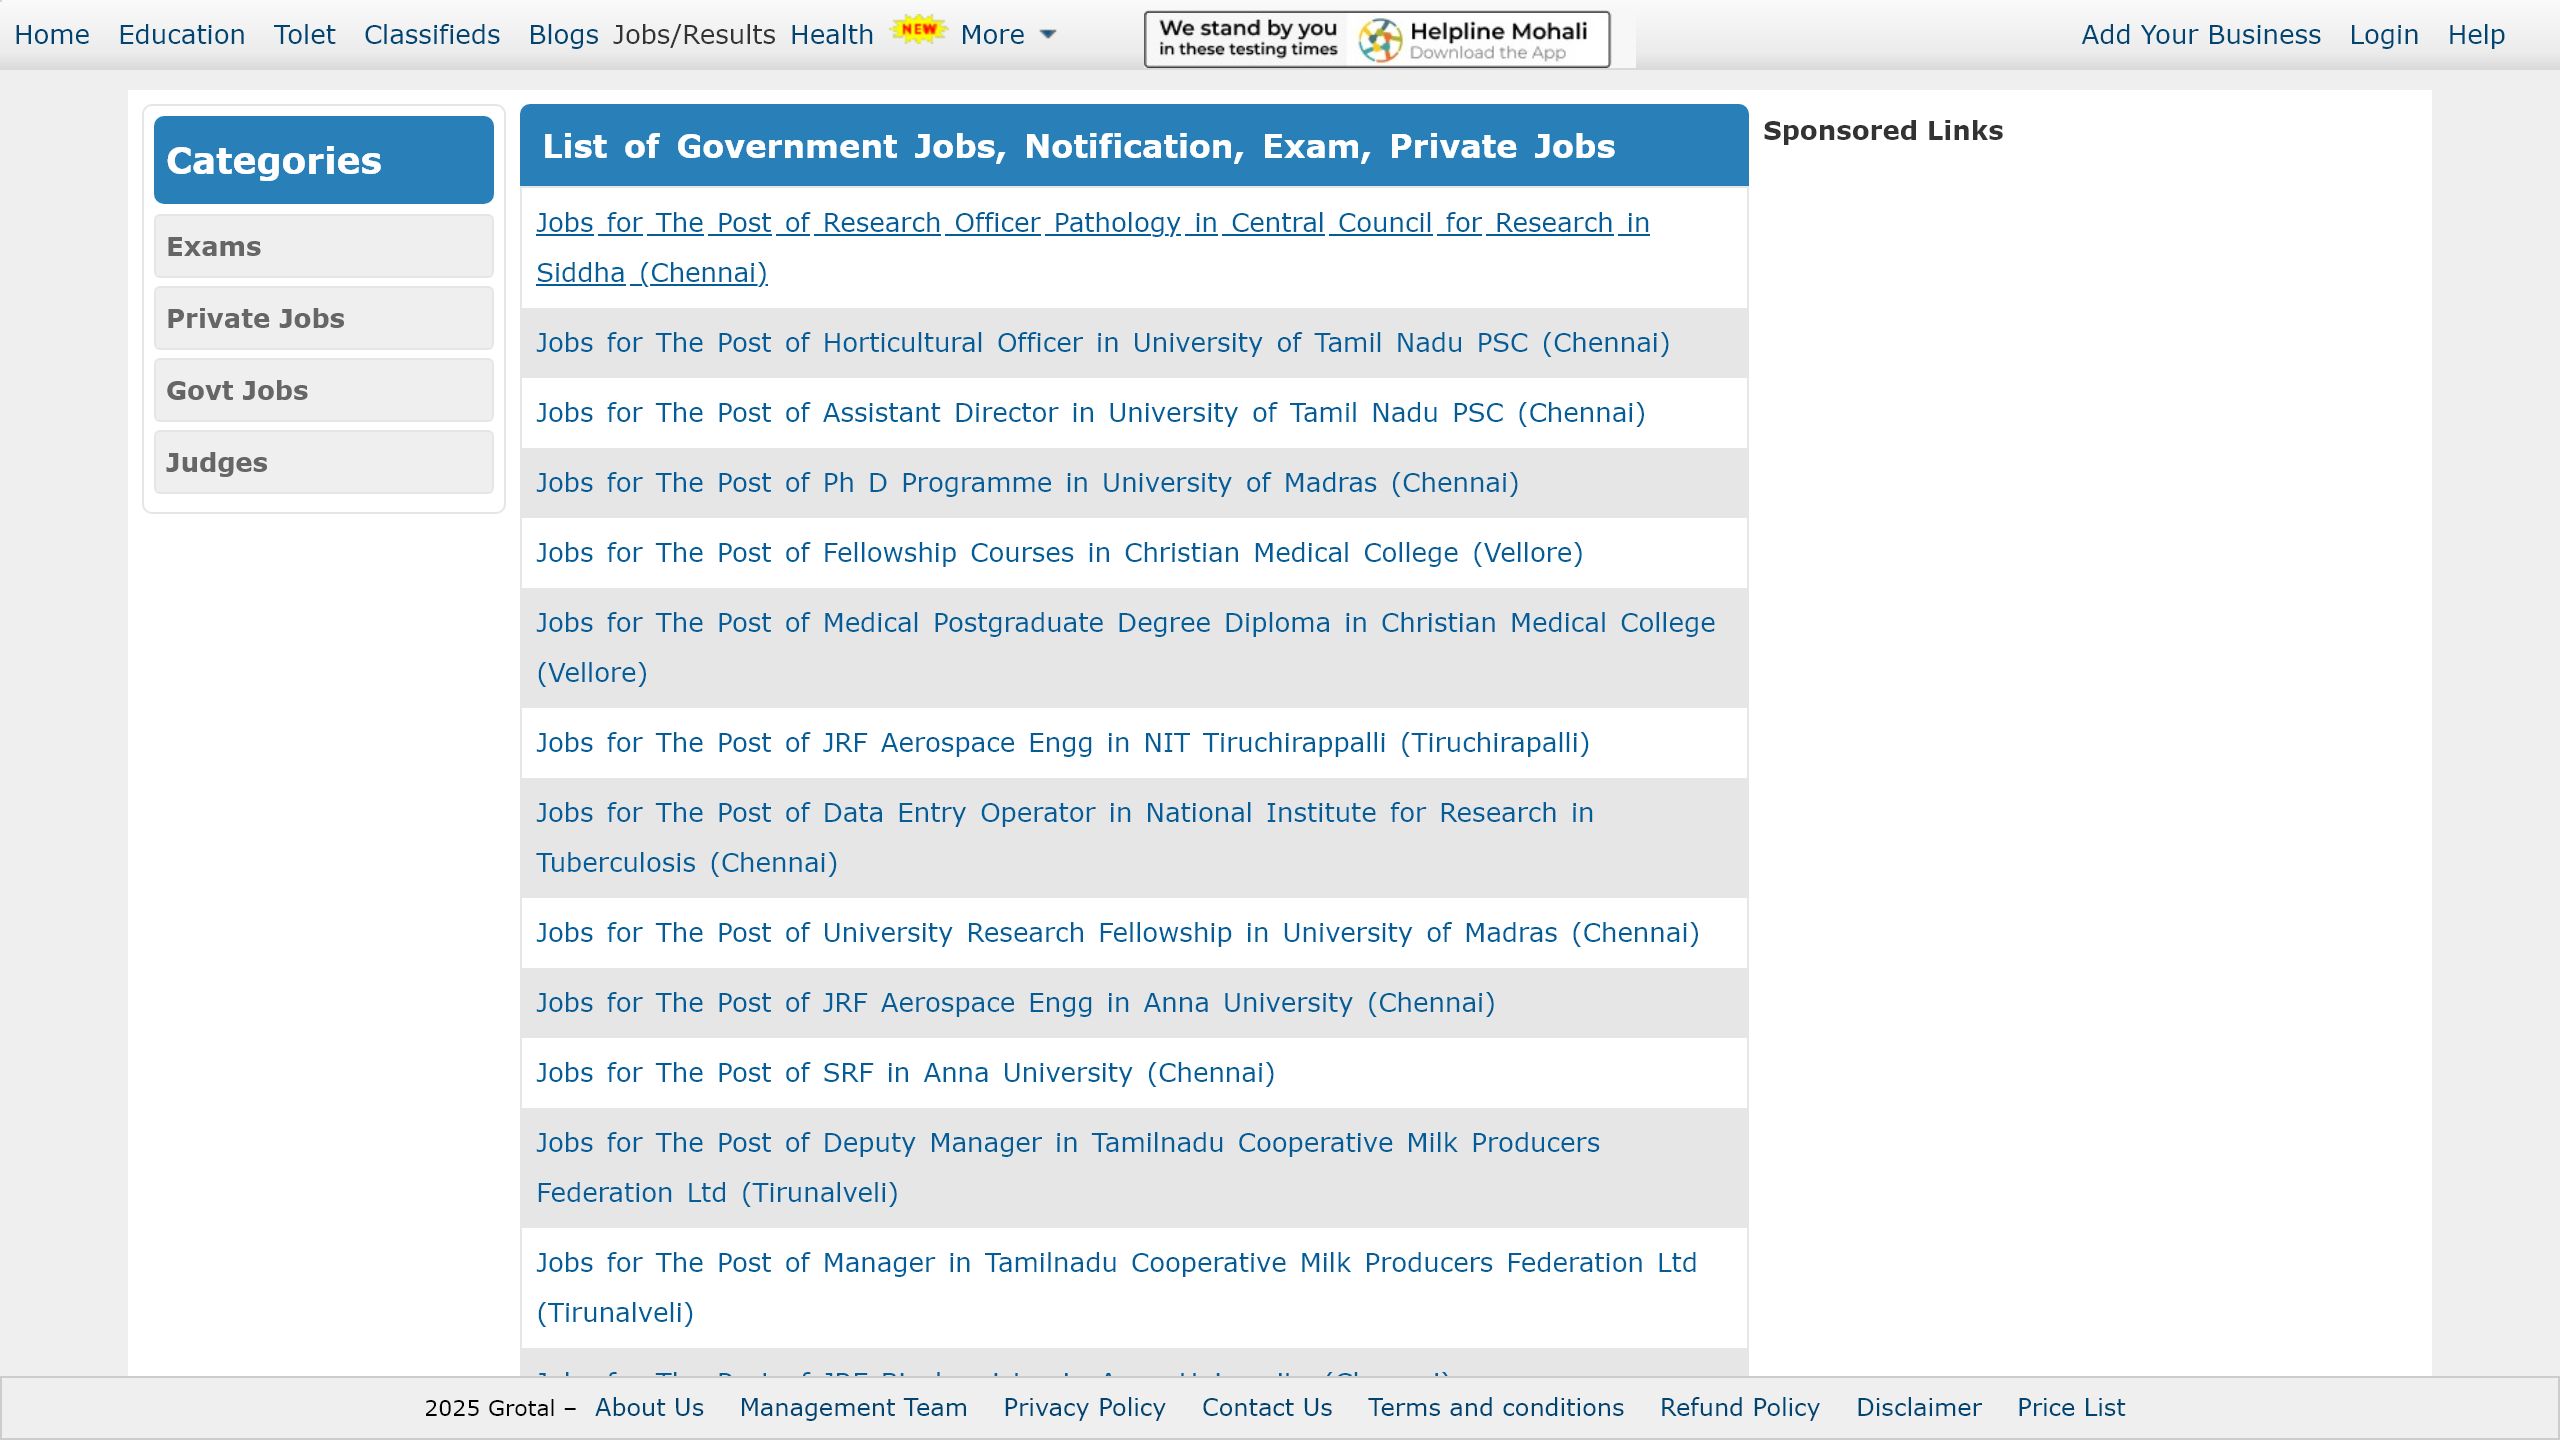 Home Education Tolet Classifieds Blogs Jobs/Results Health NEW More
We stand by you
in these testing times
Helpline Mohali
Download the App
Add Your Business Login Help
Categories
Exams
Private Jobs
Govt Jobs
Judges
List of Government Jobs, Notification, Exam, Private Jobs
Jobs for The Post of Research Officer Pathology in Central Council for Research in
Siddha (Chennai)
Jobs for The Post of Horticultural Officer in University of Tamil Nadu PSC (Chennai)
Jobs for The Post of Assistant Director in University of Tamil Nadu PSC (Chennai)
Jobs for The Post of Ph D Programme in University of Madras (Chennai)
Jobs for The Post of Fellowship Courses in Christian Medical College (Vellore)
Jobs for The Post of Medical Postgraduate Degree Diploma in Christian Medical College
(Vellore)
Jobs for The Post of JRF Aerospace Engg in NIT Tiruchirappalli (Tiruchirapalli)
Jobs for The Post of Data Entry Operator in National Institute for Research in
Tuberculosis (Chennai)
Jobs for The Post of University Research Fellowship in University of Madras (Chennai)
Jobs for The Post of JRF Aerospace Engg in Anna University (Chennai)
Jobs for The Post of SRF in Anna University (Chennai)
Jobs for The Post of Deputy Manager in Tamilnadu Cooperative Milk Producers
Federation Ltd (Tirunalveli)
Jobs for The Post of Manager in Tamilnadu Cooperative Milk Producers Federation Ltd
(Tirunalveli)
Sponsored Links
2025 Grotal – About Us Management Team Privacy Policy Contact Us Terms and conditions Refund Policy Disclaimer Price List